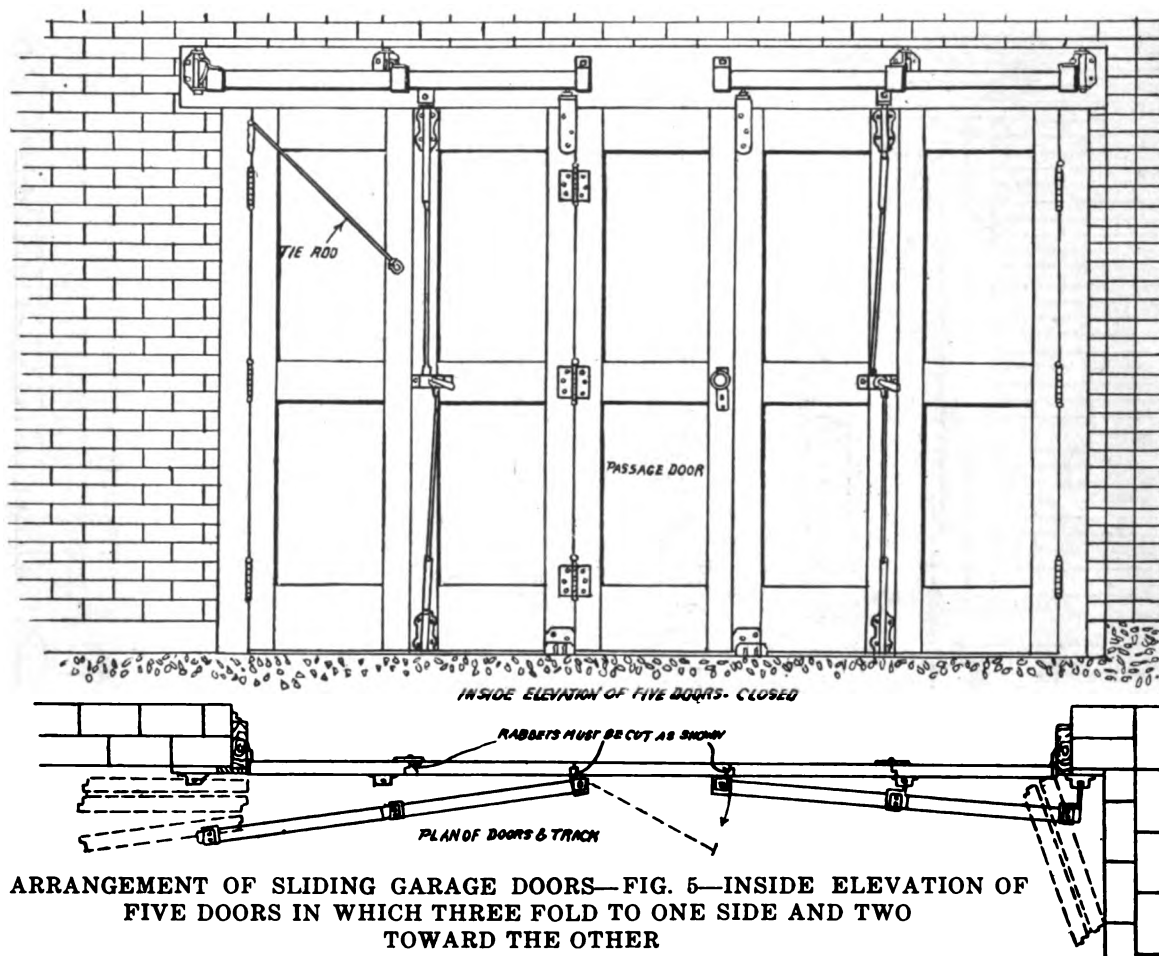 TIE ROD
PASSAGE DOOR
INSIDE ELEVATION OF FIVE DOORS- CLOSED
RABBETS MUST BE CUT AS SHOWN
PLAN OF DOORS & TRACK
ARRANGEMENT OF SLIDING GARAGE DOORS—FIG. 5—INSIDE ELEVATION OF
FIVE DOORS IN WHICH THREE FOLD TO ONE SIDE AND TWO
TOWARD THE OTHER